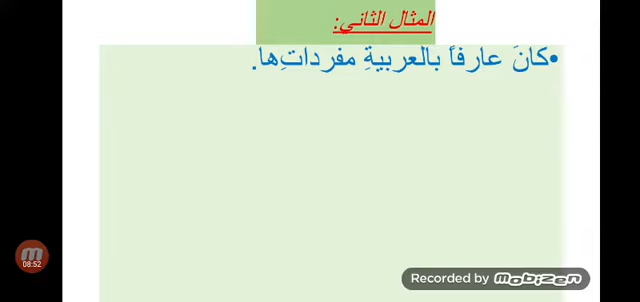 المثال الثاني:
•كانَ عارفاً بالعربيةِ مفرداتِها.
08:52
Recorded by mobizen